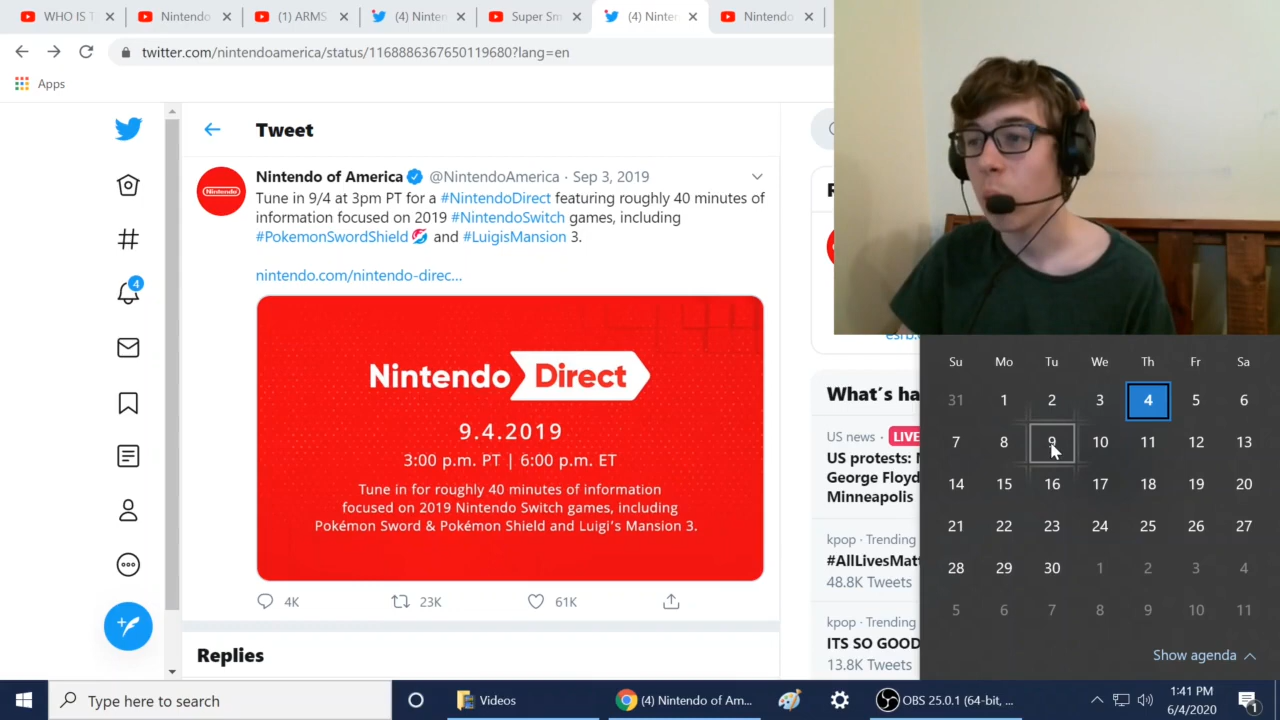 WHO IS T
Nintendo
(1) ARMS
(4) Ninten
Super Sm
(4) Ninte
Nintendo
twitter.com/nintendoamerica/status/1168886367650119680?lang=en
Apps
Tweet
Nintendo of America @NintendoAmerica · Sep 3, 2019
Tune in 9/4 at 3pm PT for a #NintendoDirect featuring roughly 40 minutes of
information focused on 2019 #NintendoSwitch games, including
#PokemonSwordShield and #LuigisMansion 3.
nintendo.com/nintendo-direc...
Nintendo
Nintendo Direct
9.4.2019
3:00 p.m. PT | 6:00 p.m. ET
Tune in for roughly 40 minutes of information
focused on 2019 Nintendo Switch games, including
Pokémon Sword & Pokémon Shield and Luigi's Mansion 3.
4K 23K 61K
Replies
4
R
esrb.
What's ha
US news · LIVE
US protests:
George Floyd
Minneapolis
kpop · Trending
#AllLivesMatt
48.8K Tweets
kpop · Trending
ITS SO GOOD
13.8K Tweets
Su Mo Tu We Th Fr Sa
31 1 2 3 4 5 6
7 8 9 10 11 12 13
14 15 16 17 18 19 20
21 22 23 24 25 26 27
28 29 30 1 2 3 4
5 6 7 8 9 10 11
Show agenda
Type here to search
Videos
(4) Nintendo of Am...
OBS 25.0.1 (64-bit, ...
1:41 PM
6/4/2020
1